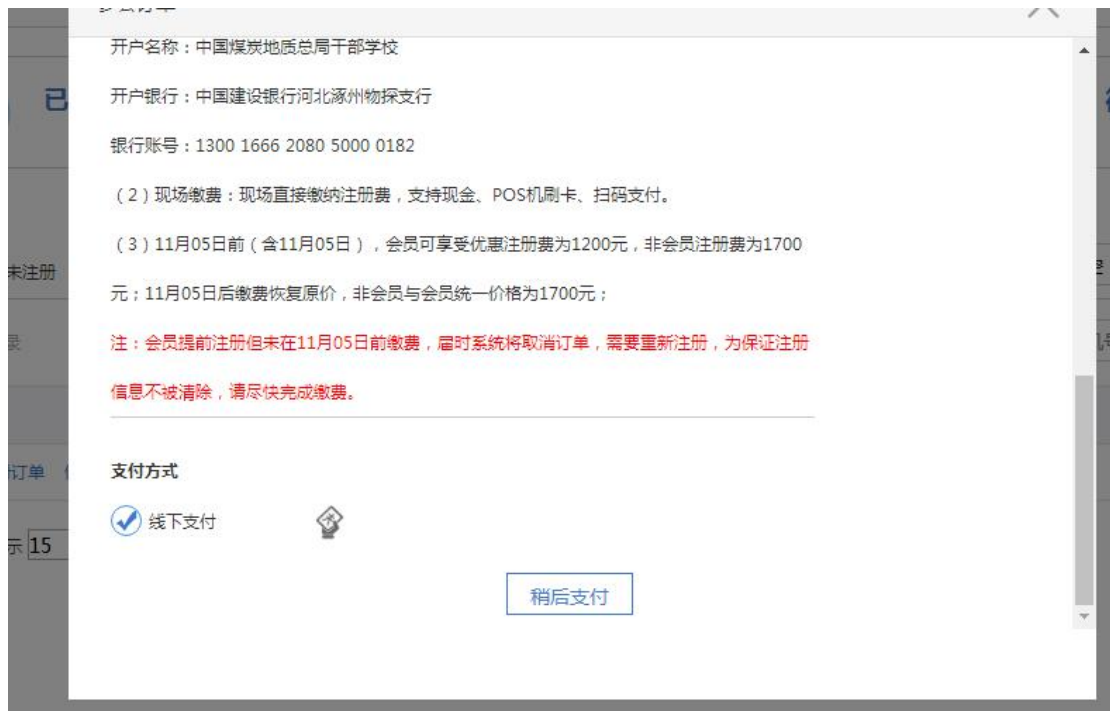 开户名称：中国煤炭地质总局干部学校
开户银行：中国建设银行河北涿州物探支行
已
银行账号：1300 1666 2080 5000 0182
（2）现场缴费：现场直接缴纳注册费，支持现金、POS机刷卡、扫码支付。
（3）11月05日前（含11月05日），会员可享受优惠注册费为1200元，非会员注册费为1700
未注册
元；11月05日后缴费恢复原价，非会员与会员统一价格为1700元；
注：会员提前注册但未在11月05日前缴费，届时系统将取消订单，需要重新注册，为保证注册
信息不被清除，请尽快完成缴费。
订单
支付方式
线下支付
示 15
稍后支付